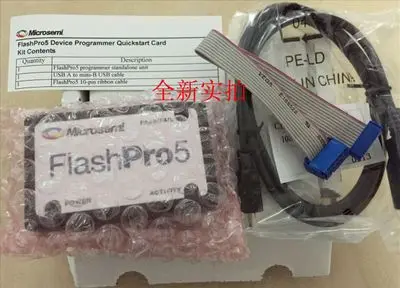 Microsemi
FlashPro5 Device Programmer Quickstart Card
Kit Contents
Quantity
Description
1
FlashPro5 programmer standalone unit
1
USB A to mini-B USB cable
1
FlashPro5 10-pin ribbon cable
04
PE-LD
IN CHINA
全新实拍
Microsemi
FlashPro5
POWER
ACTIVITY